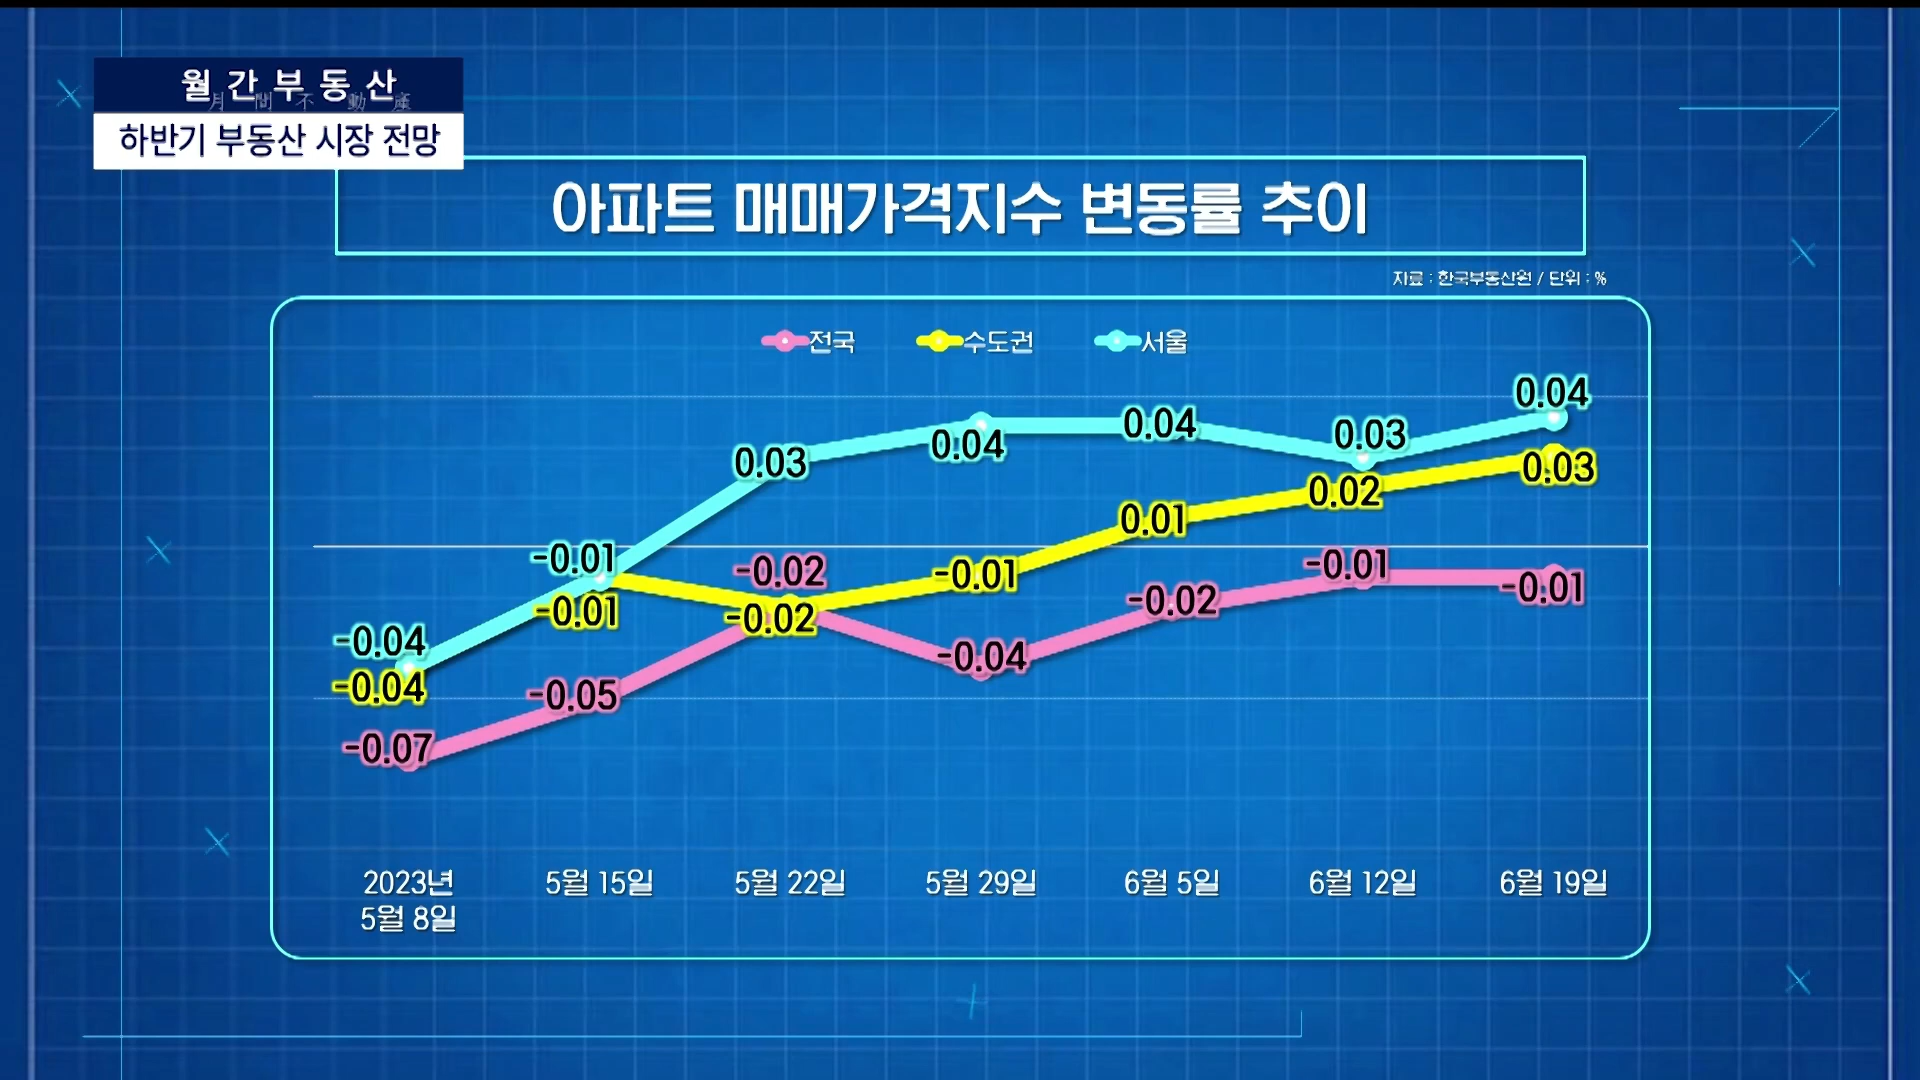 월간부동산
月間不動産
하반기 부동산 시장 전망
아파트 매매가격지수 변동률 추이
자료 : 한국부동산원 / 단위 : %
전국 수도권 서울
0.04
0.03 0.04 0.04 0.03
0.01 0.02 0.03
-0.01 -0.02 -0.01 -0.01 -0.01
-0.01 -0.02 -0.02
-0.04 -0.04
-0.04 -0.05
-0.07
2023년 5월 15일 5월 22일 5월 29일 6월 5일 6월 12일 6월 19일
5월 8일